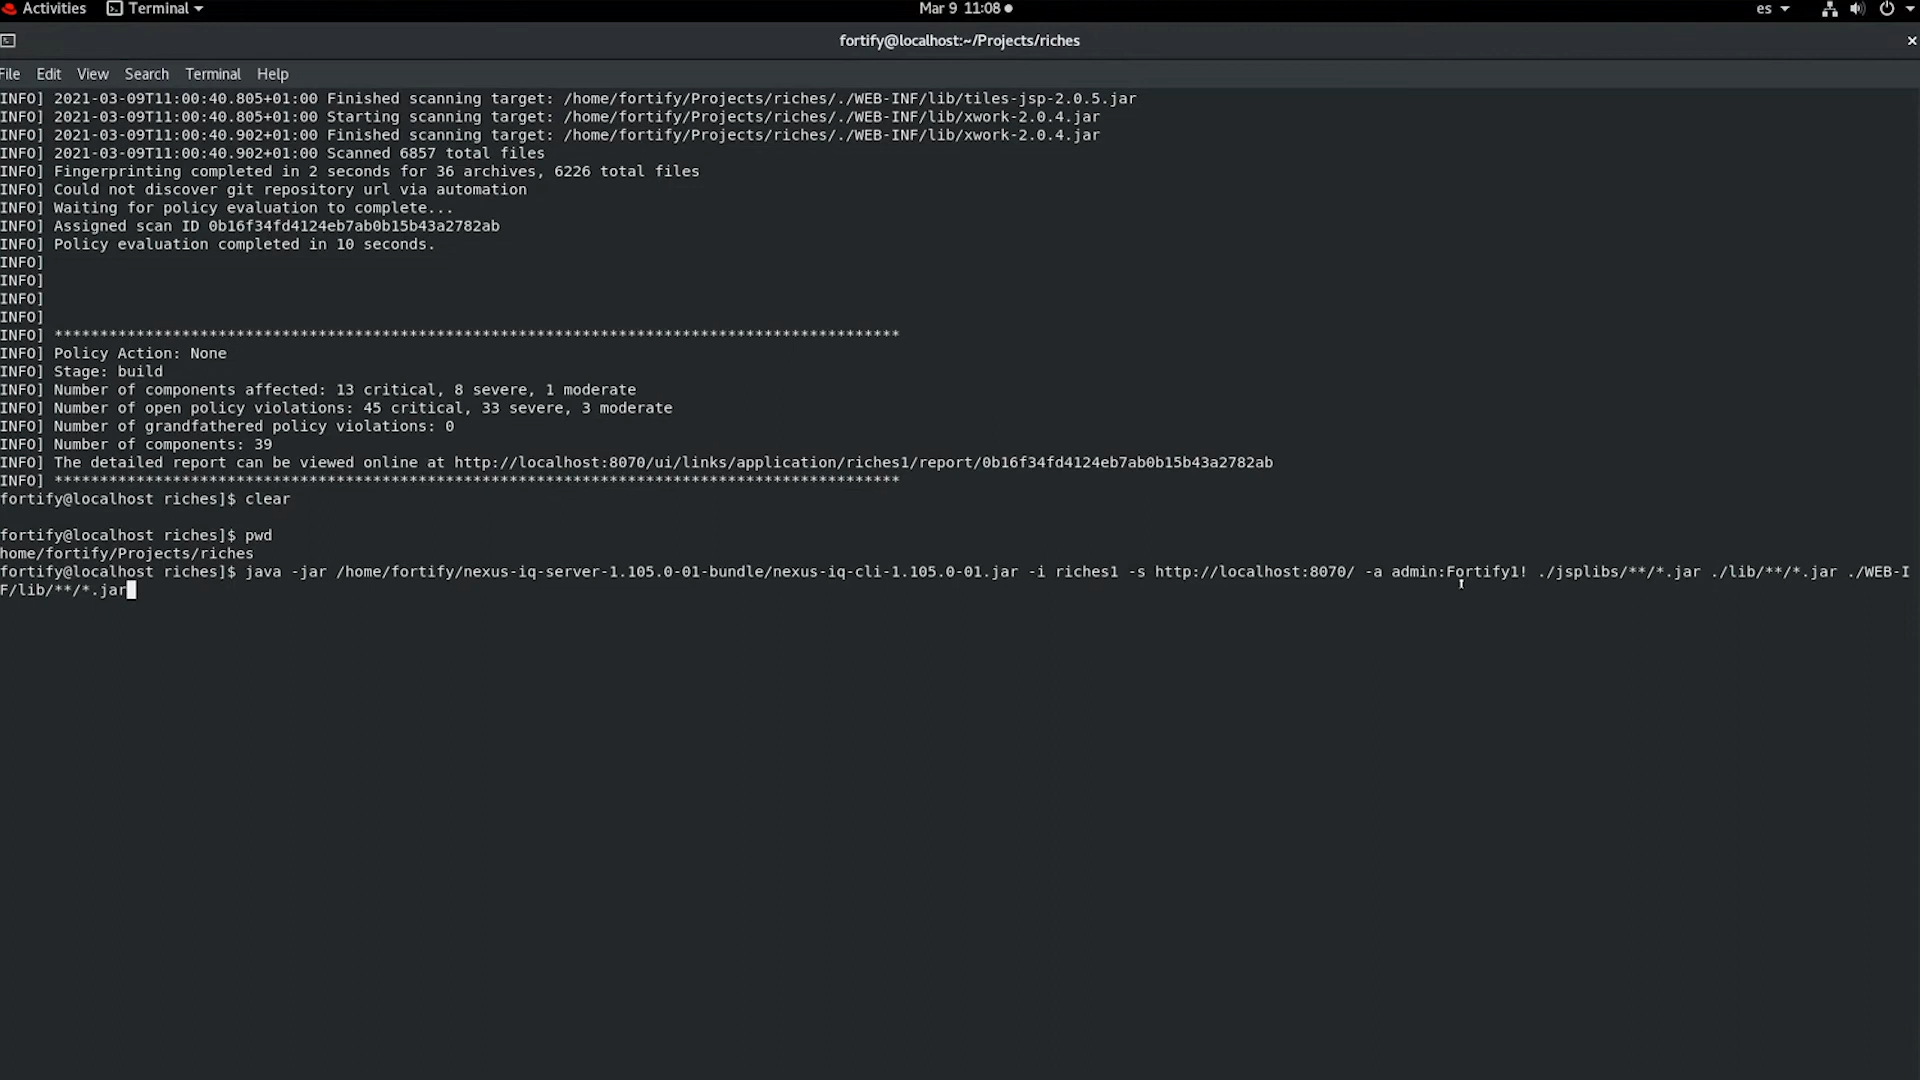 Activities Terminal Mar 9 11:08 es
fortify@localhost:~/Projects/riches
File Edit View Search Terminal Help
INFO] 2021-03-09T11:00:40.805+01:00 Finished scanning target: /home/fortify/Projects/riches/./WEB-INF/lib/tiles-jsp-2.0.5.jar
INFO] 2021-03-09T11:00:40.805+01:00 Starting scanning target: /home/fortify/Projects/riches/./WEB-INF/lib/xwork-2.0.4.jar
INFO] 2021-03-09T11:00:40.902+01:00 Finished scanning target: /home/fortify/Projects/riches/./WEB-INF/lib/xwork-2.0.4.jar
INFO] 2021-03-09T11:00:40.902+01:00 Scanned 6857 total files
INFO] Fingerprinting completed in 2 seconds for 36 archives, 6226 total files
INFO] Could not discover git repository url via automation
INFO] Waiting for policy evaluation to complete...
INFO] Assigned scan ID 0b16f34fd4124eb7ab0b15b43a2782ab
INFO] Policy evaluation completed in 10 seconds.
INFO]
INFO]
INFO]
INFO]
INFO] *********************************************************************************************
INFO] Policy Action: None
INFO] Stage: build
INFO] Number of components affected: 13 critical, 8 severe, 1 moderate
INFO] Number of open policy violations: 45 critical, 33 severe, 3 moderate
INFO] Number of grandfathered policy violations: 0
INFO] Number of components: 39
INFO] The detailed report can be viewed online at http://localhost:8070/ui/links/application/riches1/report/0b16f34fd4124eb7ab0b15b43a2782ab
INFO] *********************************************************************************************
fortify@localhost riches]$ clear
fortify@localhost riches]$ pwd
home/fortify/Projects/riches
fortify@localhost riches]$ java -jar /home/fortify/nexus-iq-server-1.105.0-01-bundle/nexus-iq-cli-1.105.0-01.jar -i riches1 -s http://localhost:8070/ -a admin:Fortify1! ./jsplibs/**/*.jar ./lib/**/*.jar ./WEB-I
F/lib/**/*.jar